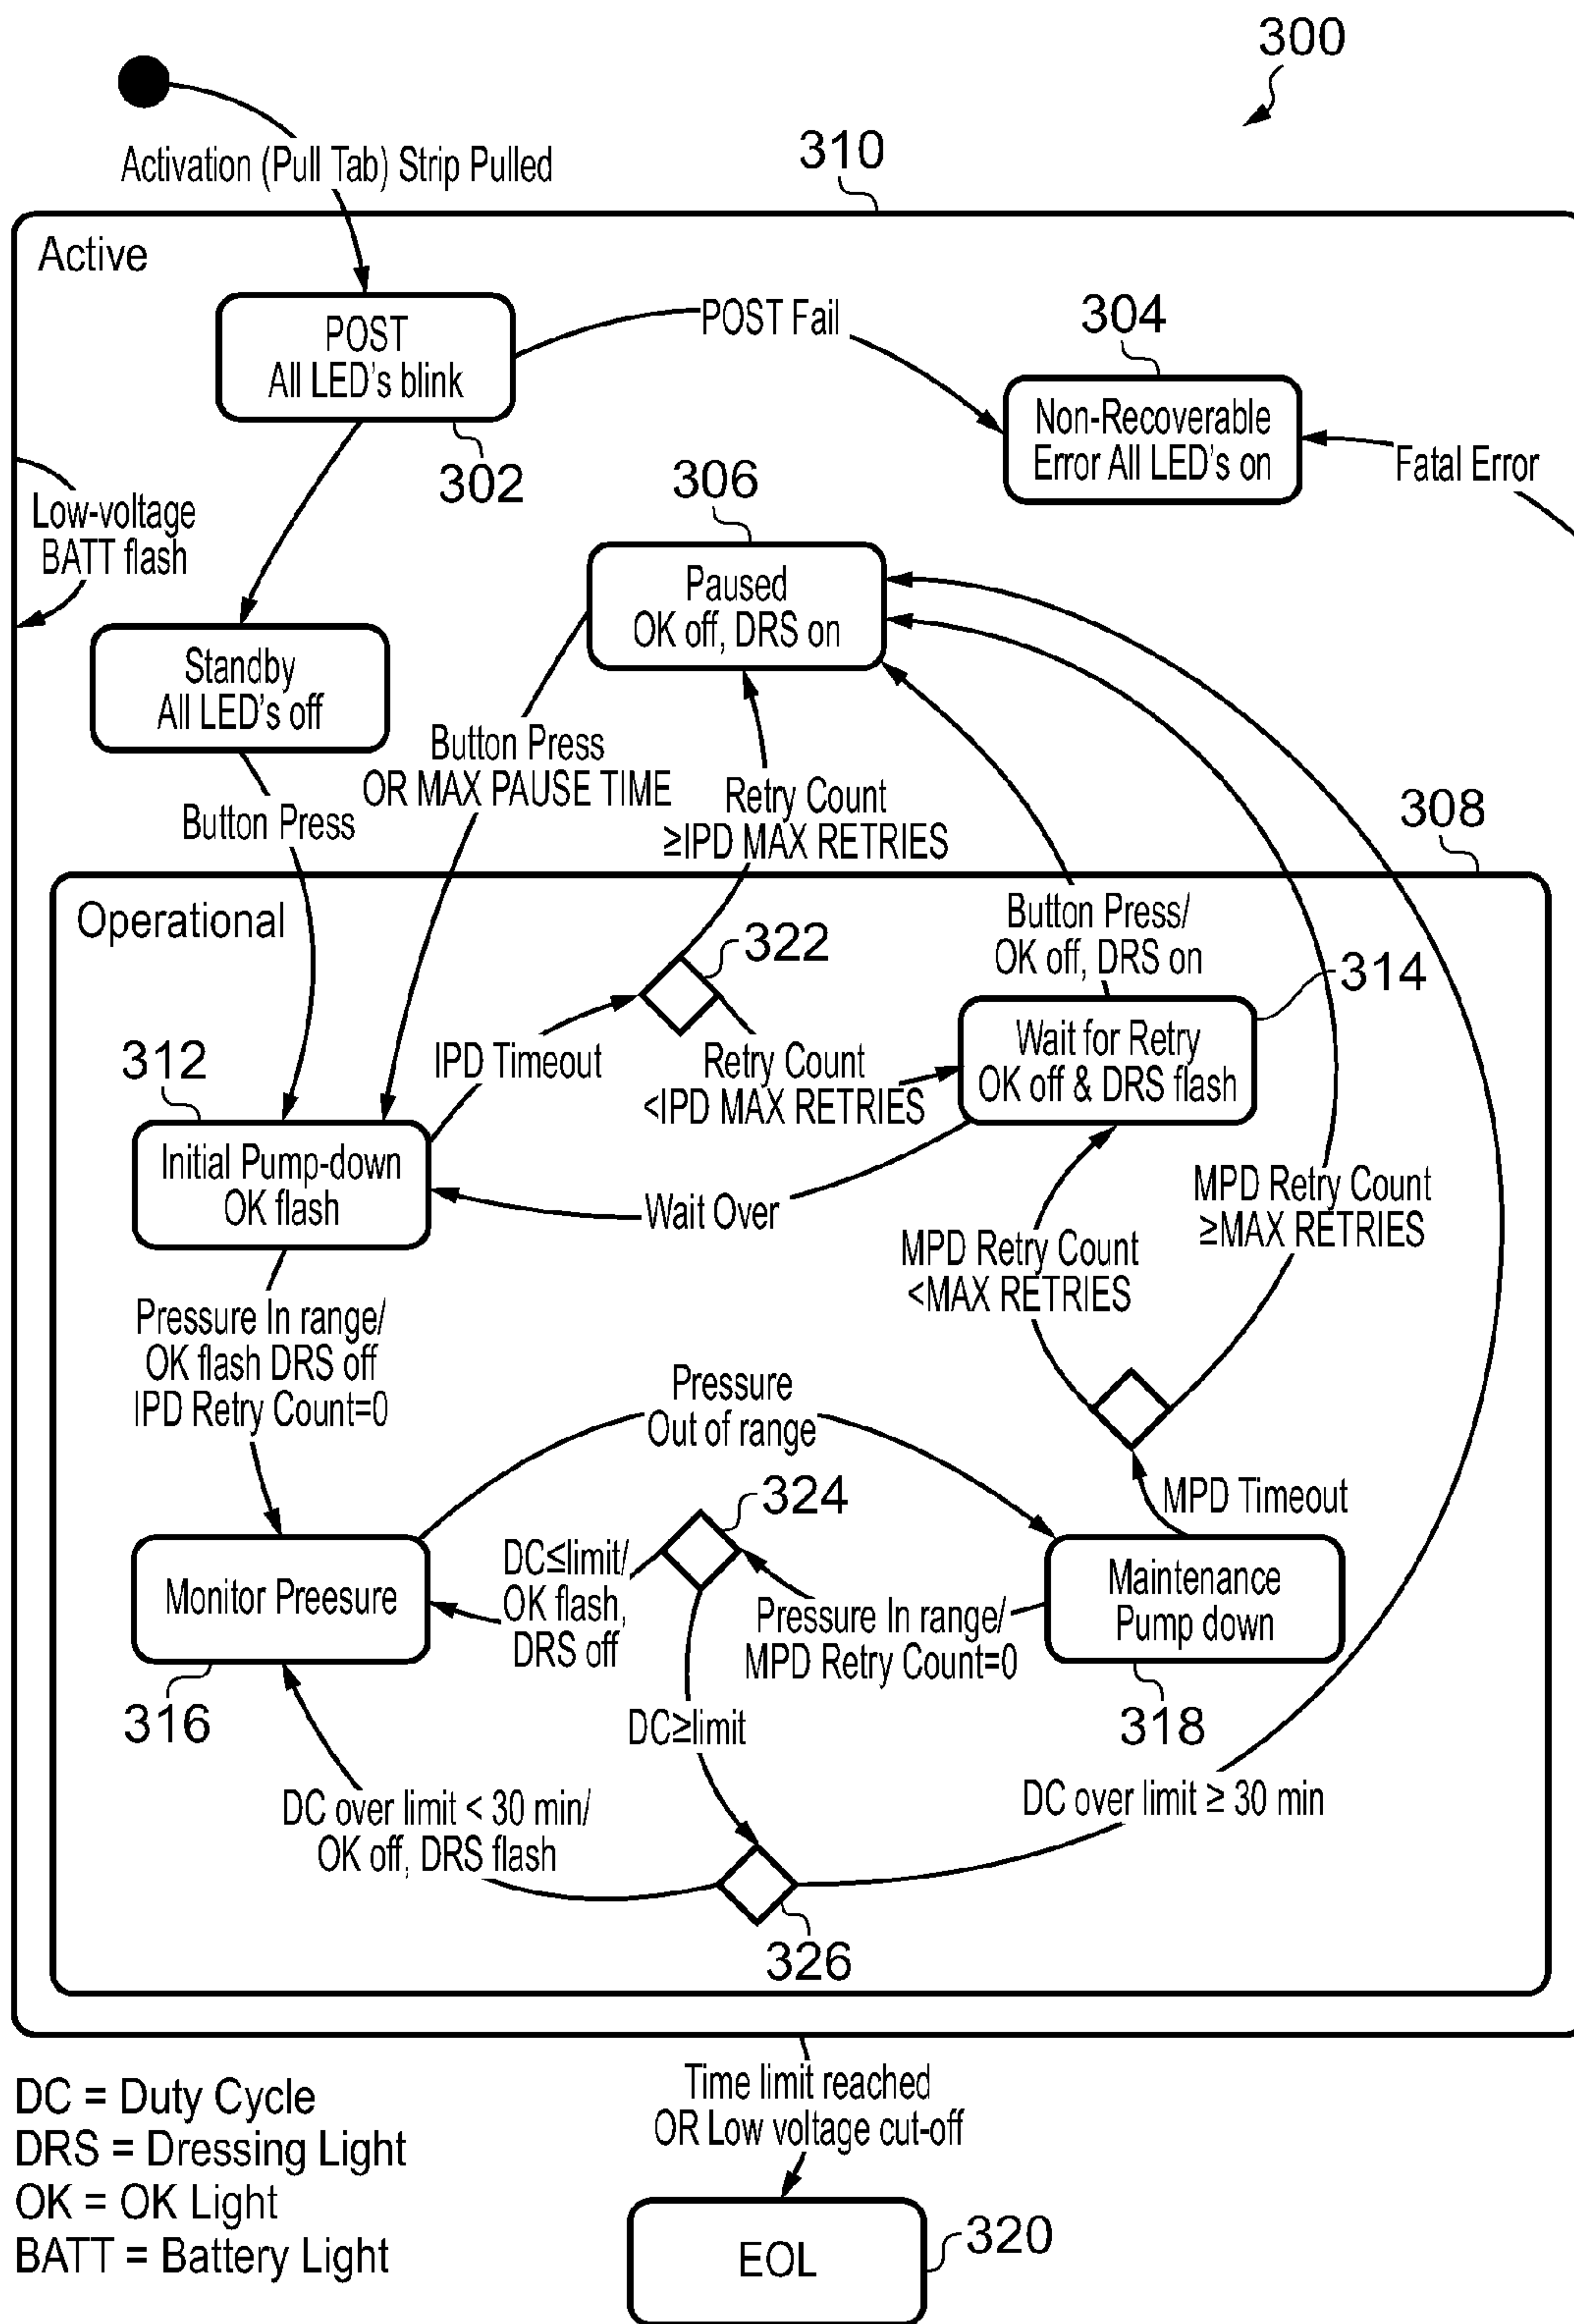 300
Activation (Pull Tab) Strip Pulled
310
Active
POST
All LED's blink
302
POST Fail
304
Non-Recoverable
Error All LED's on
Fatal Error
Low-voltage
BATT flash
306
Paused
OK off, DRS on
Standby
All LED's off
Button Press
OR MAX PAUSE TIME
Retry Count
≥IPD MAX RETRIES
Button Press
308
Operational
322
Button Press/
OK off, DRS on
314
Wait for Retry
OK off & DRS flash
312
IPD Timeout
Retry Count
<IPD MAX RETRIES
Initial Pump-down
OK flash
Wait Over
MPD Retry Count
≥MAX RETRIES
MPD Retry Count
<MAX RETRIES
Pressure In range/
OK flash DRS off
IPD Retry Count=0
Pressure
Out of range
324
MPD Timeout
Monitor Preesure
316
DC≤limit/
OK flash,
DRS off
Pressure In range/
MPD Retry Count=0
Maintenance
Pump down
318
DC≥limit
DC over limit < 30 min/
OK off, DRS flash
DC over limit ≥ 30 min
326
DC = Duty Cycle
DRS = Dressing Light
OK = OK Light
BATT = Battery Light
Time limit reached
OR Low voltage cut-off
EOL
320